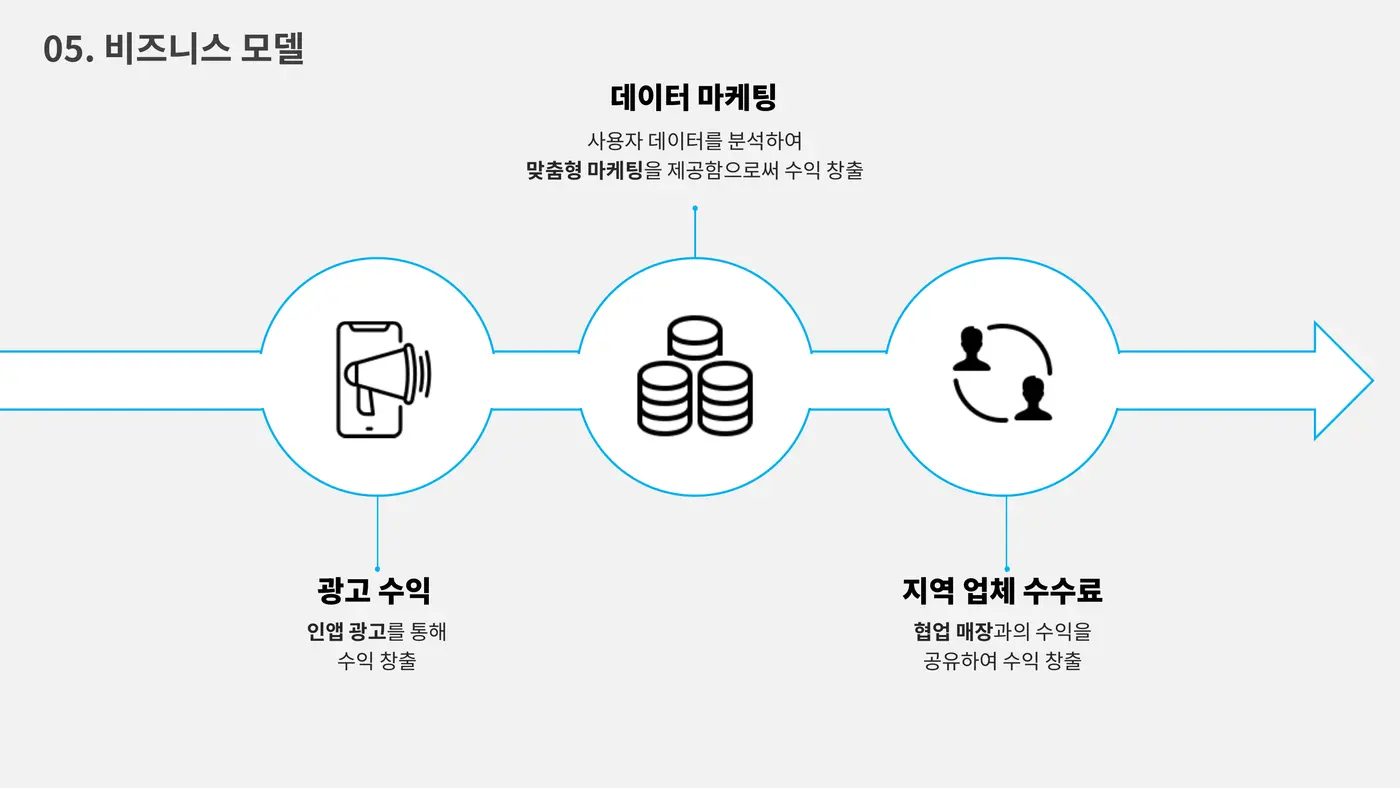 05. 비즈니스 모델
데이터 마케팅
사용자 데이터를 분석하여
맞춤형 마케팅을 제공함으로써 수익 창출
광고 수익
인앱 광고를 통해
수익 창출
지역 업체 수수료
협업 매장과의 수익을
공유하여 수익 창출